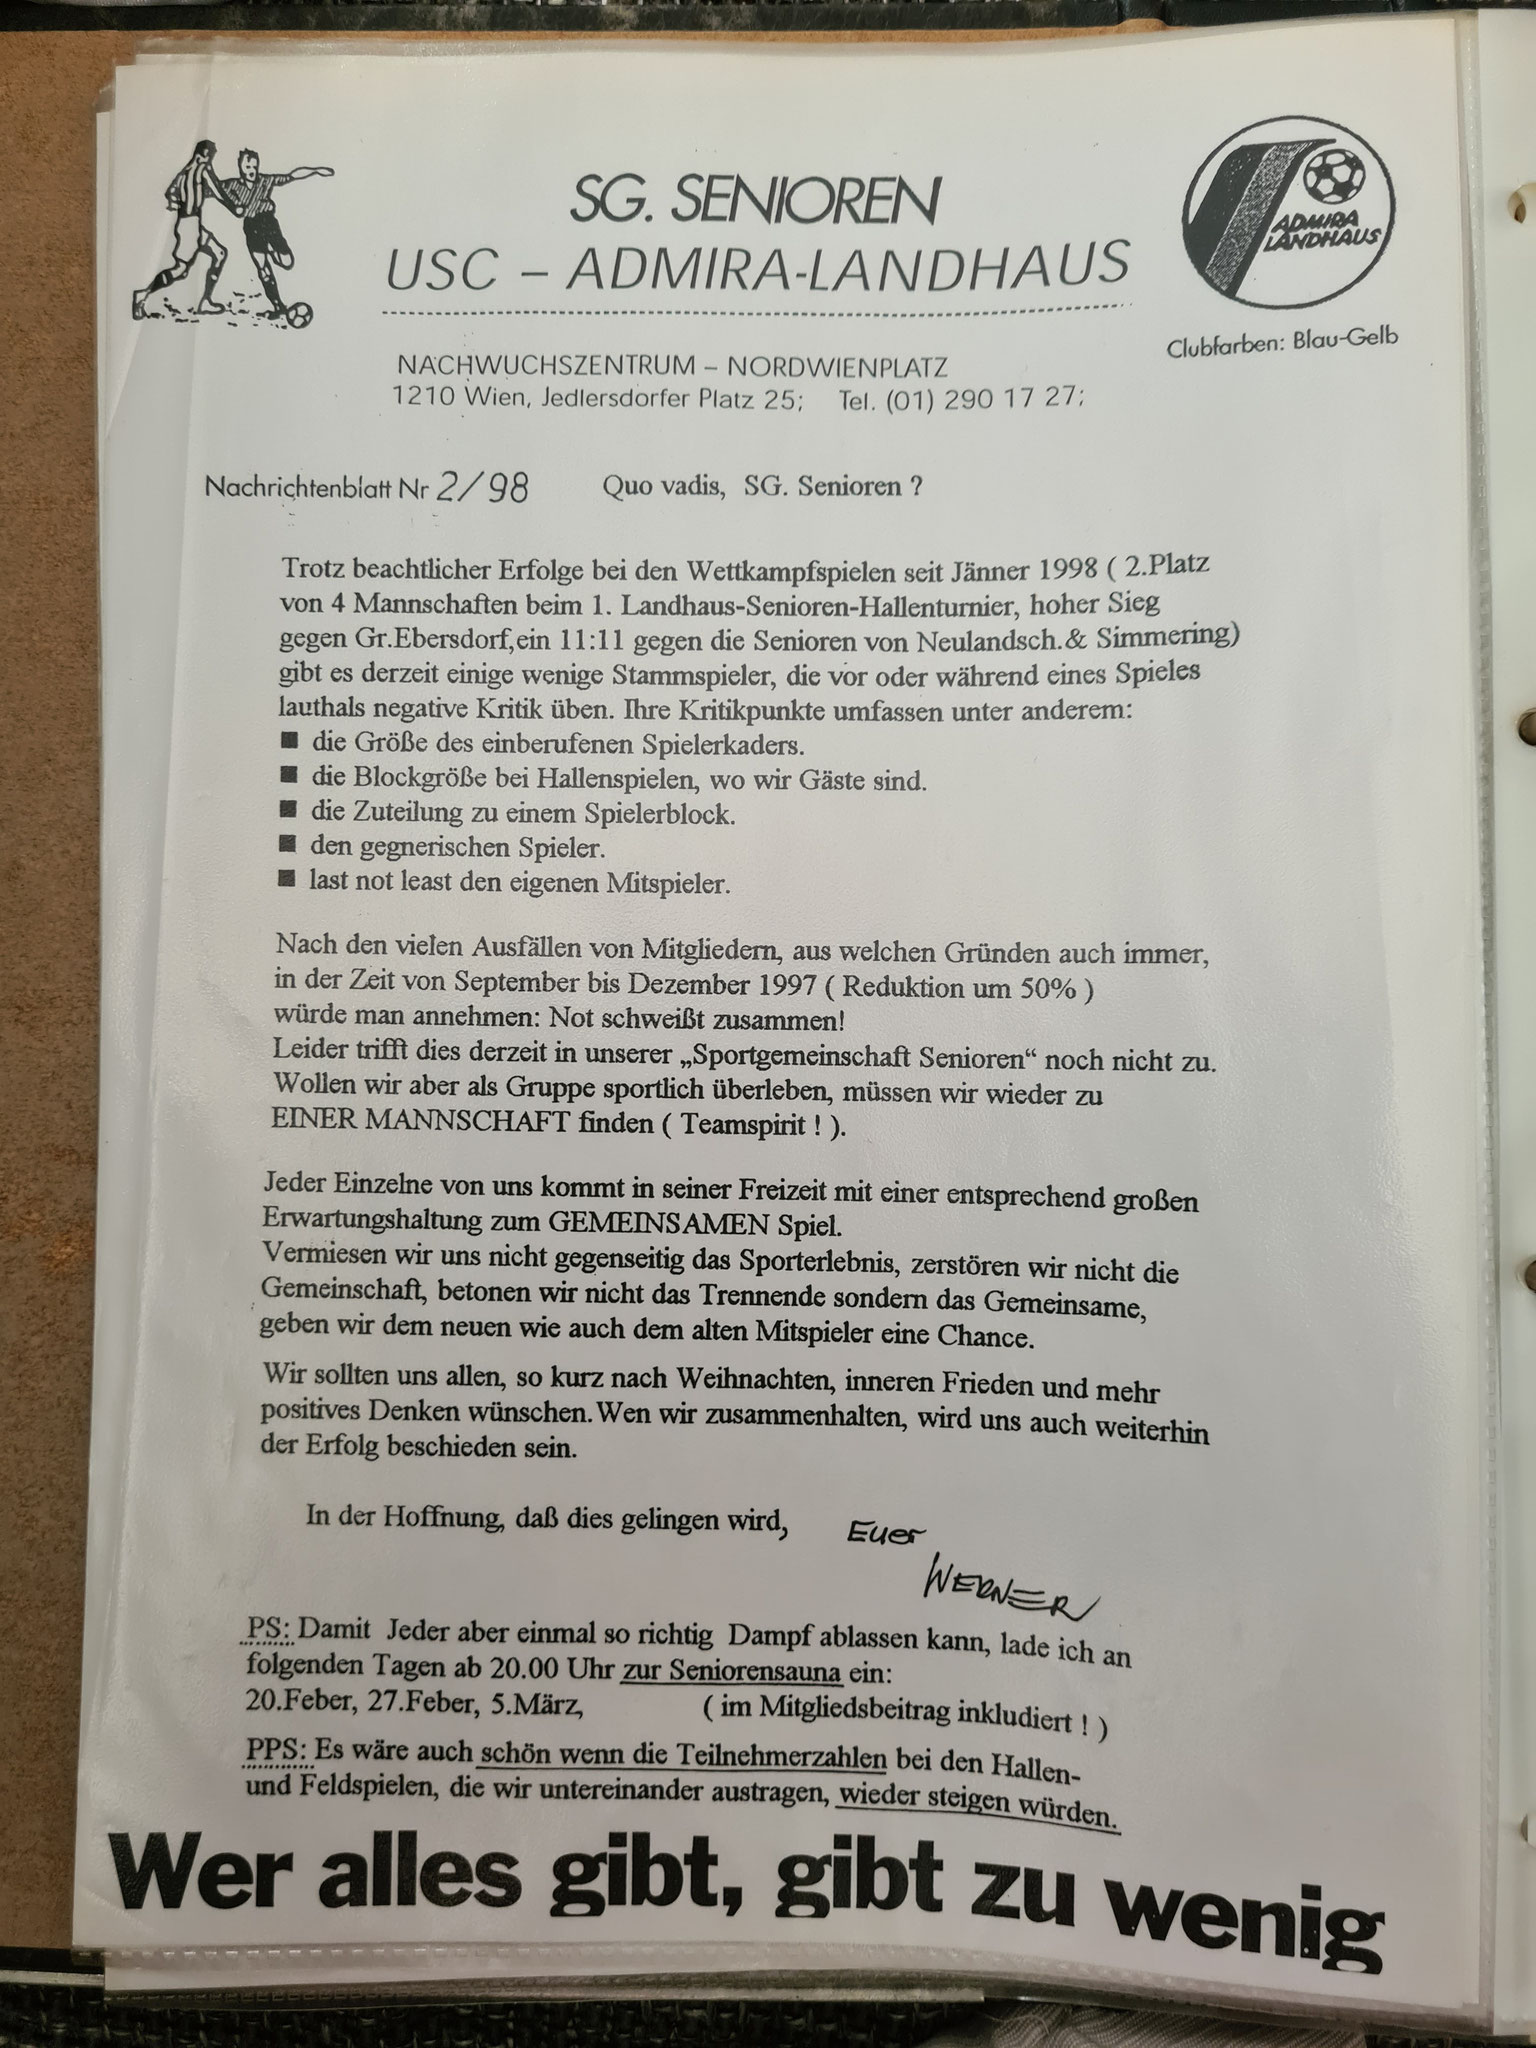 SG. SENIOREN
USC – ADMIRA-LANDHAUS
ADMIRA
LANDHAUS
Clubfarben: Blau-Gelb
NACHWUCHSZENTRUM – NORDWIENPLATZ
1210 Wien, Jedlersdorfer Platz 25; Tel. (01) 290 17 27;
Nachrichtenblatt Nr 2/98 Quo vadis, SG. Senioren ?
Trotz beachtlicher Erfolge bei den Wettkampfspielen seit Jänner 1998 ( 2.Platz
von 4 Mannschaften beim 1. Landhaus-Senioren-Hallenturnier, hoher Sieg
gegen Gr.Ebersdorf,ein 11:11 gegen die Senioren von Neulandsch.& Simmering)
gibt es derzeit einige wenige Stammspieler, die vor oder während eines Spieles
lauthals negative Kritik üben. Ihre Kritikpunkte umfassen unter anderem:
■ die Größe des einberufenen Spielerkaders.
■ die Blockgröße bei Hallenspielen, wo wir Gäste sind.
■ die Zuteilung zu einem Spielerblock.
■ den gegnerischen Spieler.
■ last not least den eigenen Mitspieler.
Nach den vielen Ausfällen von Mitgliedern, aus welchen Gründen auch immer,
in der Zeit von September bis Dezember 1997 ( Reduktion um 50% )
würde man annehmen: Not schweißt zusammen!
Leider trifft dies derzeit in unserer „Sportgemeinschaft Senioren“ noch nicht zu.
Wollen wir aber als Gruppe sportlich überleben, müssen wir wieder zu
EINER MANNSCHAFT finden ( Teamspirit ! ).
Jeder Einzelne von uns kommt in seiner Freizeit mit einer entsprechend großen
Erwartungshaltung zum GEMEINSAMEN Spiel.
Vermiesen wir uns nicht gegenseitig das Sporterlebnis, zerstören wir nicht die
Gemeinschaft, betonen wir nicht das Trennende sondern das Gemeinsame,
geben wir dem neuen wie auch dem alten Mitspieler eine Chance.
Wir sollten uns allen, so kurz nach Weihnachten, inneren Frieden und mehr
positives Denken wünschen. Wen wir zusammenhalten, wird uns auch weiterhin
der Erfolg beschieden sein.
In der Hoffnung, daß dies gelingen wird, Euer
WERNER
PS: Damit Jeder aber einmal so richtig Dampf ablassen kann, lade ich an
folgenden Tagen ab 20.00 Uhr zur Seniorensauna ein:
20.Feber, 27.Feber, 5.März, ( im Mitgliedsbeitrag inkludiert ! )
PPS: Es wäre auch schön wenn die Teilnehmerzahlen bei den Hallen-
und Feldspielen, die wir untereinander austragen, wieder steigen würden.
Wer alles gibt, gibt zu wenig